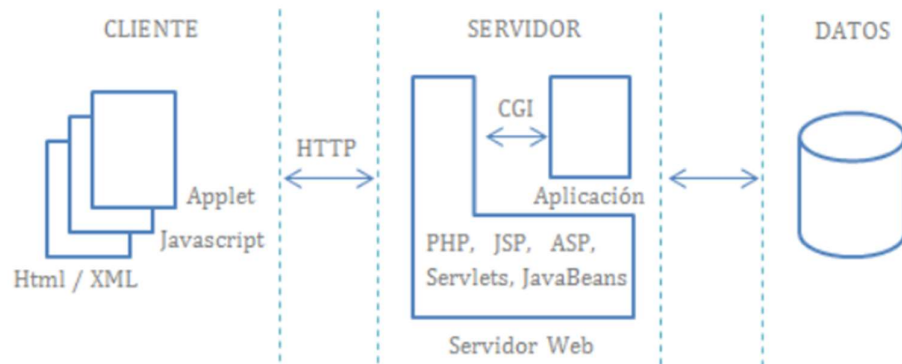 CLIENTE
SERVIDOR
DATOS
HTTP
CGI
Applet
Javascript
Html / XML
Aplicación
PHP, JSP, ASP,
Servlets, JavaBeans
Servidor Web